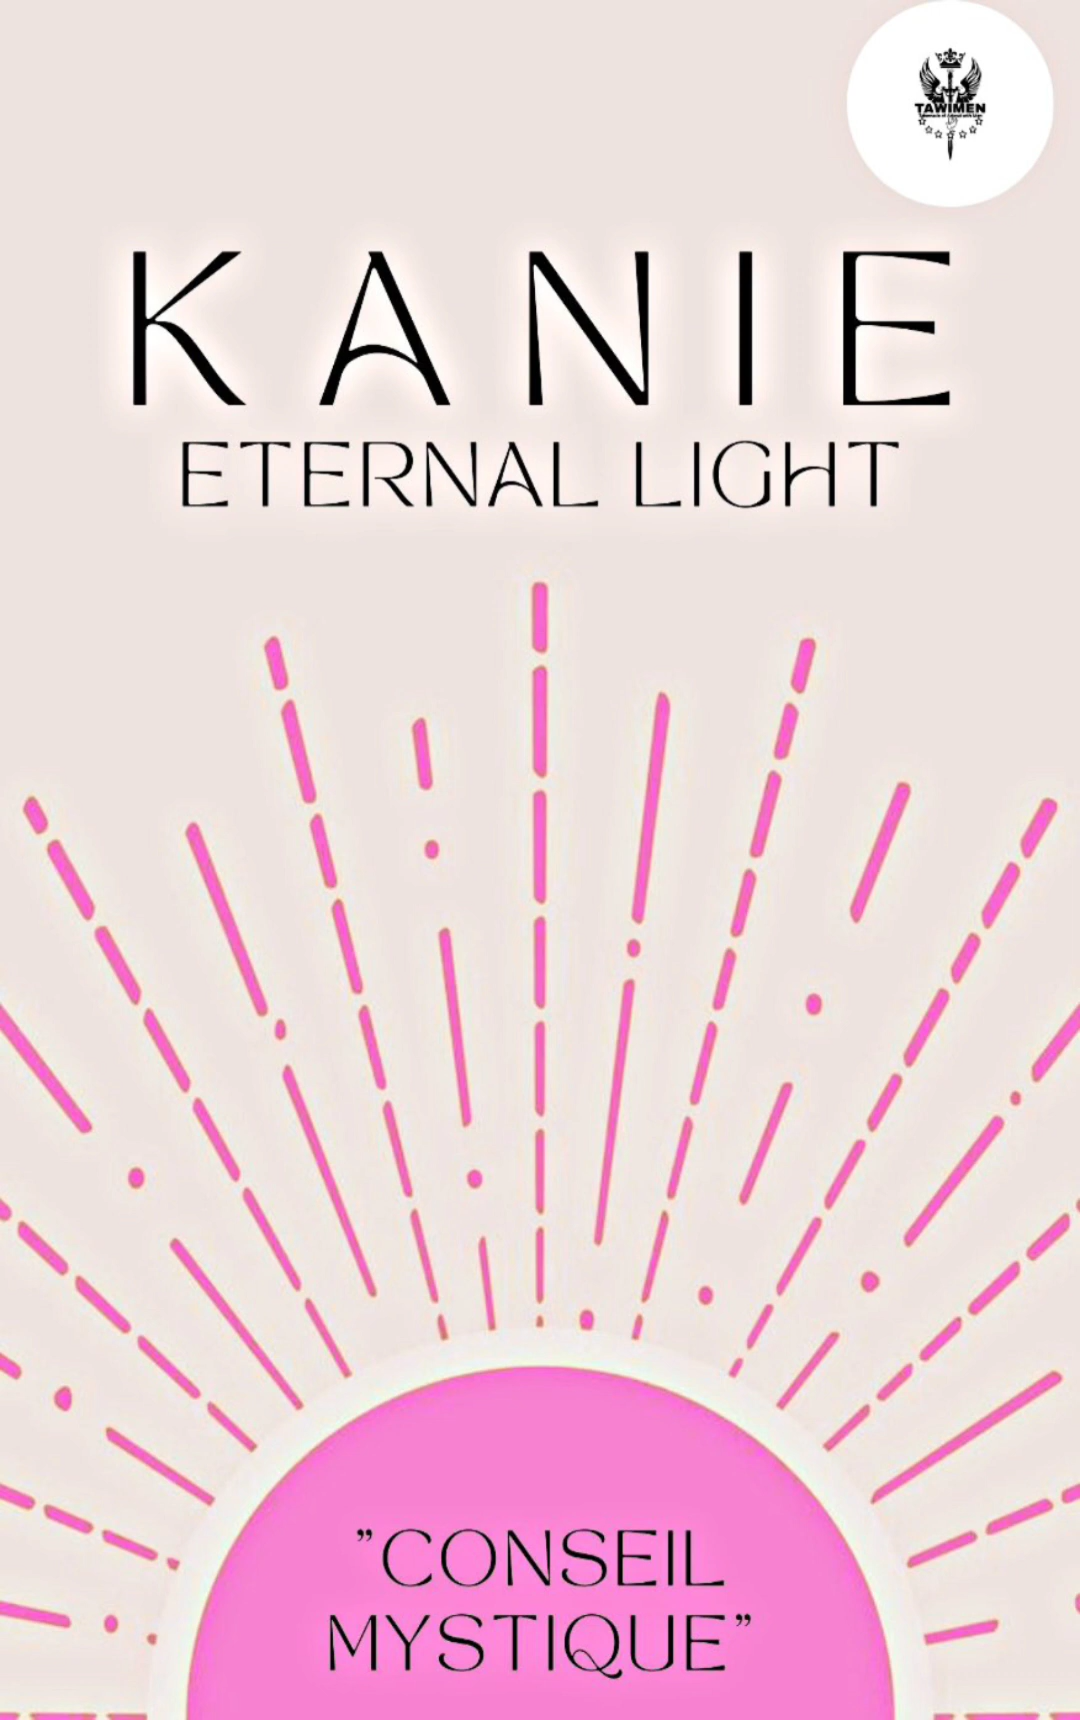 TAWIMEN
KANIE
ETERNAL LIGHT
”CONSEIL
MYSTIQUE”